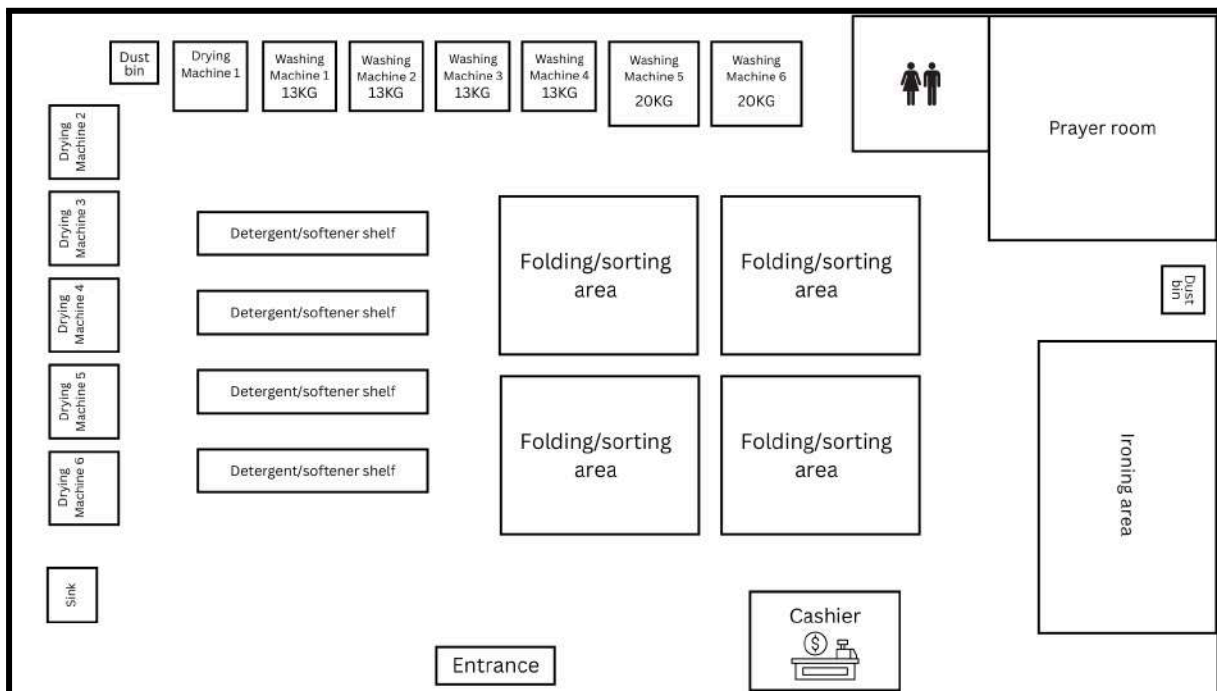 Dust
bin
Drying
Machine 1
Washing
Machine 1
13KG
Washing
Machine 2
13KG
Washing
Machine 3
13KG
Washing
Machine 4
13KG
Washing
Machine 5
20KG
Washing
Machine 6
20KG
Prayer room
Drying
Machine 2
Drying
Machine 3
Drying
Machine 4
Drying
Machine 5
Drying
Machine 6
Sink
Detergent/softener shelf
Detergent/softener shelf
Detergent/softener shelf
Detergent/softener shelf
Folding/sorting
area
Folding/sorting
area
Folding/sorting
area
Folding/sorting
area
Dust
bin
Ironing area
Cashier
$
Entrance